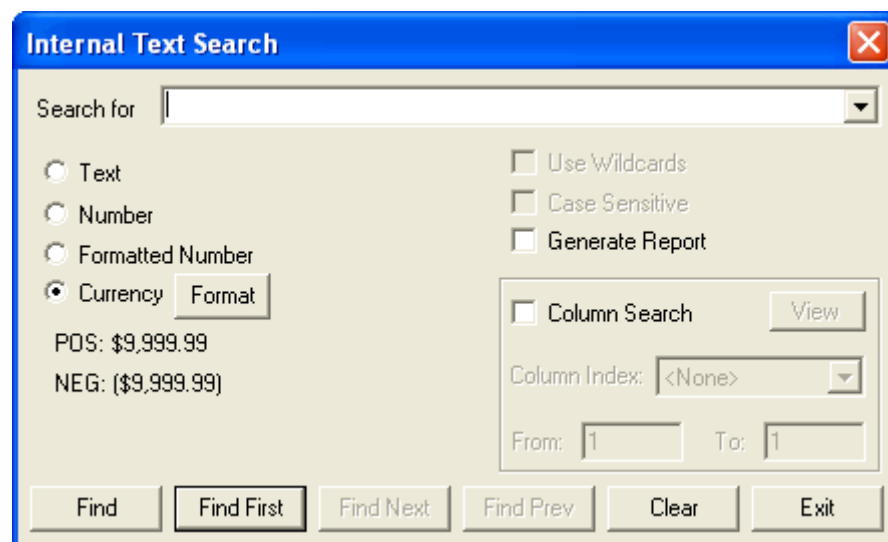 Internal Text Search
Search for
Text
Number
Formatted Number
Currency Format
POS: $9,999.99
NEG: ($9,999.99)
Use Wildcards
Case Sensitive
Generate Report
Column Search View
Column Index: <None>
From: 1 To: 1
Find Find First Find Next Find Prev Clear Exit